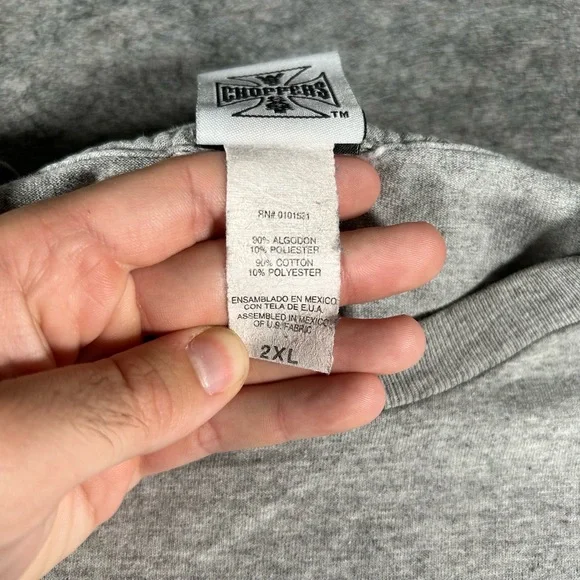 CHOPPERS
TM
RN# 0101531
90% ALGODON
10% POLIESTER
90% COTTON
10% POLYESTER
ENSAMBLADO EN MEXICO
CON TELA DE E.U.A.
ASSEMBLED IN MEXICO
OF U.S. FABRIC
2XL